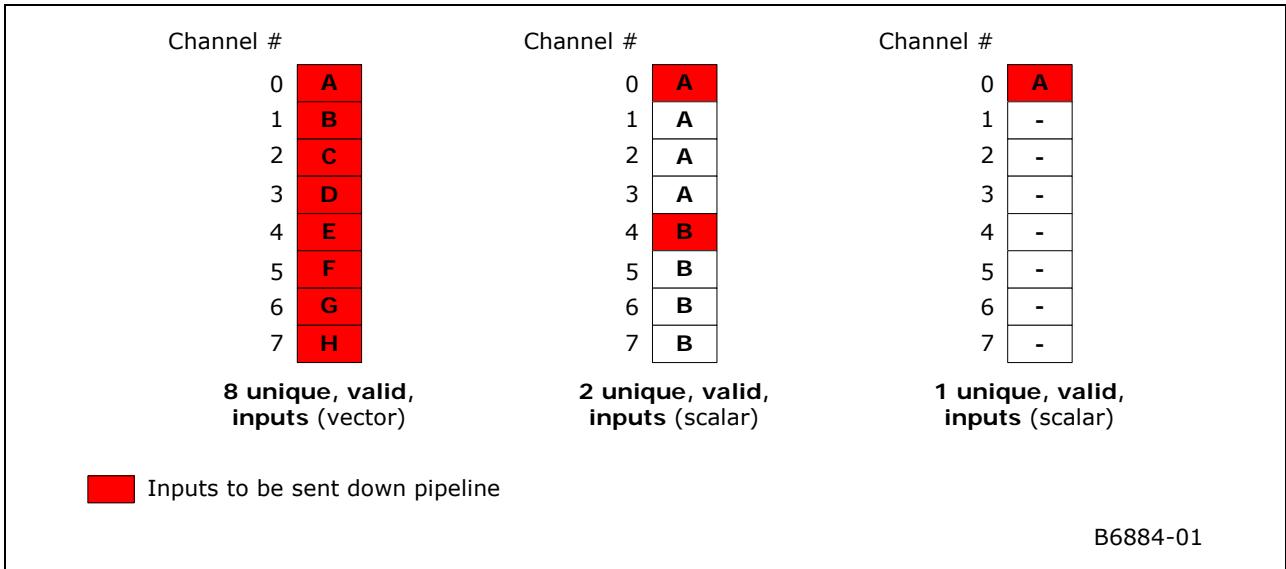 Channel # Channel # Channel #
0 A 0 A 0 A
1 B 1 A 1 -
2 C 2 A 2 -
3 D 3 A 3 -
4 E 4 B 4 -
5 F 5 B 5 -
6 G 6 B 6 -
7 H 7 B 7 -
8 unique, valid, 2 unique, valid, 1 unique, valid,
inputs (vector) inputs (scalar) inputs (scalar)
Inputs to be sent down pipeline
B6884-01